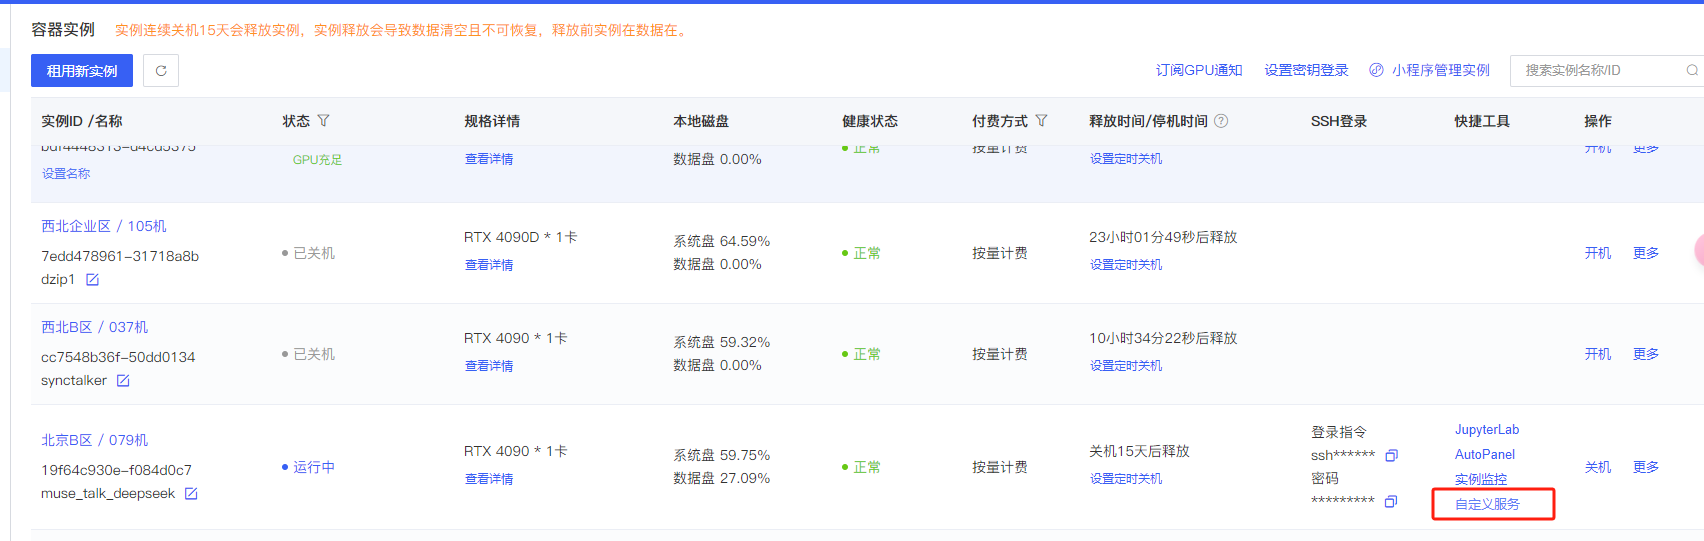 容器实例 实例连续关机15天会释放实例，实例释放会导致数据清空且不可恢复，释放前实例在数据在。
租用新实例
订阅GPU通知 设置密钥登录 小程序管理实例 搜索实例名称/ID
实例ID /名称 状态 规格详情 本地磁盘 健康状态 付费方式 释放时间/停机时间 SSH登录 快捷工具 操作
bdf4448313-d4cd5375 正常 按量计费 开机 更多
GPU充足 查看详情 数据盘 0.00% 设置定时关机
设置名称
西北企业区 / 105机
7edd478961-31718a8b
dzip1
已关机
RTX 4090D * 1卡
查看详情
系统盘 64.59%
数据盘 0.00%
正常
按量计费
23小时01分49秒后释放
设置定时关机
开机 更多
西北B区 / 037机
cc7548b36f-50dd0134
synctalker
已关机
RTX 4090 * 1卡
查看详情
系统盘 59.32%
数据盘 0.00%
正常
按量计费
10小时34分22秒后释放
设置定时关机
开机 更多
北京B区 / 079机
19f64c930e-f084d0c7
muse_talk_deepseek
运行中
RTX 4090 * 1卡
查看详情
系统盘 59.75%
数据盘 27.09%
正常
按量计费
关机15天后释放
设置定时关机
登录指令
ssh******
密码
*********
JupyterLab
AutoPanel
实例监控
自定义服务
关机 更多